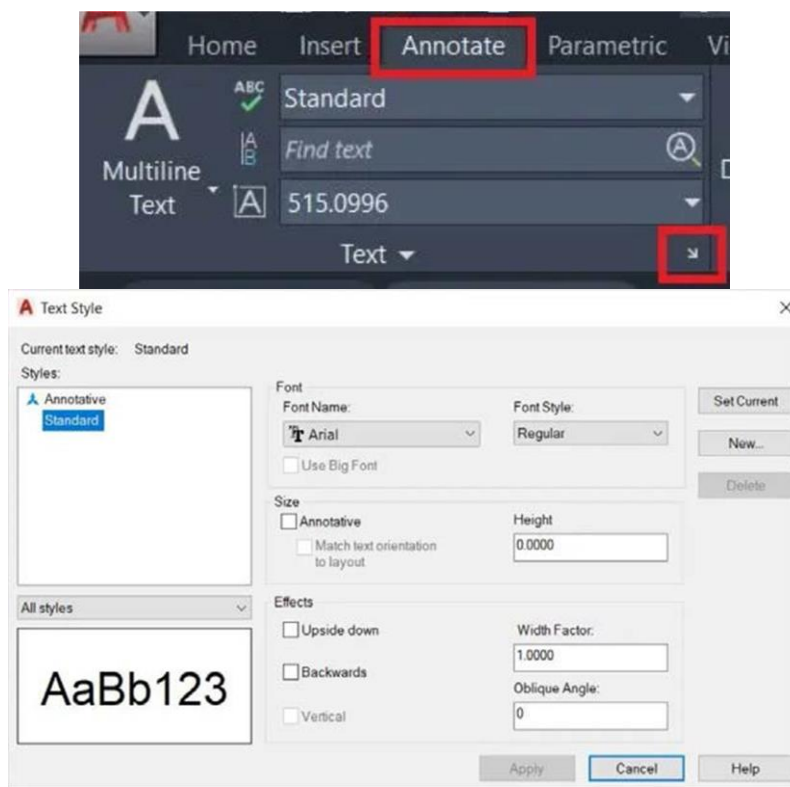 Home Insert Annotate Parametric Vi
ABC
A Standard
A
B Find text A
Multiline
Text A 515.0996
Text
A Text Style
Current text style: Standard
Styles:
Annotative
Standard
Font
Font Name: Font Style:
Arial Regular
Use Big Font
Set Current
New...
Delete
Size
Annotative Height
Match text orientation
to layout 0.0000
All styles
AaBb123
Effects
Upside down Width Factor:
1.0000
Backwards
Oblique Angle:
Vertical 0
Apply Cancel Help